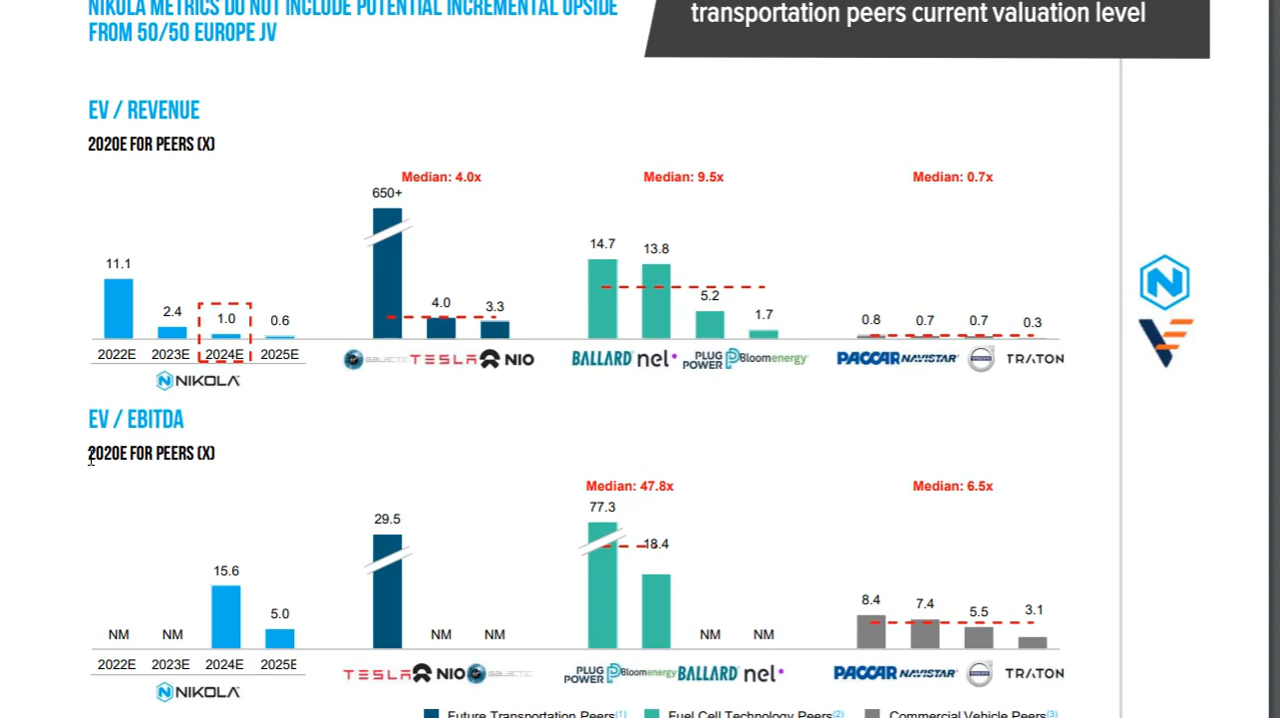 NIKOLA METRICS DO NOT INCLUDE POTENTIAL INCREMENTAL UPSIDE
FROM 50/50 EUROPE JV
transportation peers current valuation level
EV / REVENUE
2020E FOR PEERS (X)
Median: 4.0x
Median: 9.5x
Median: 0.7x
11.1
2.4
1.0
0.6
650+
4.0
3.3
14.7
13.8
5.2
1.7
0.8
0.7
0.7
0.3
2022E 2023E 2024E 2025E
NIKOLA
GALACTIC TESLA NIO
BALLARD nel PLUG POWER Bloomenergy
PACCAR NAVISTAR VOLVO TRATON
EV / EBITDA
2020E FOR PEERS (X)
Median: 47.8x
Median: 6.5x
NM
NM
15.6
5.0
29.5
NM
NM
77.3
18.4
NM
NM
8.4
7.4
5.5
3.1
2022E 2023E 2024E 2025E
NIKOLA
TESLA NIO GALACTIC
PLUG POWER Bloomenergy BALLARD nel
PACCAR NAVISTAR VOLVO TRATON
Future Transportation Peers(1) Fuel Cell Technology Peers(2) Commercial Vehicle Peers(3)